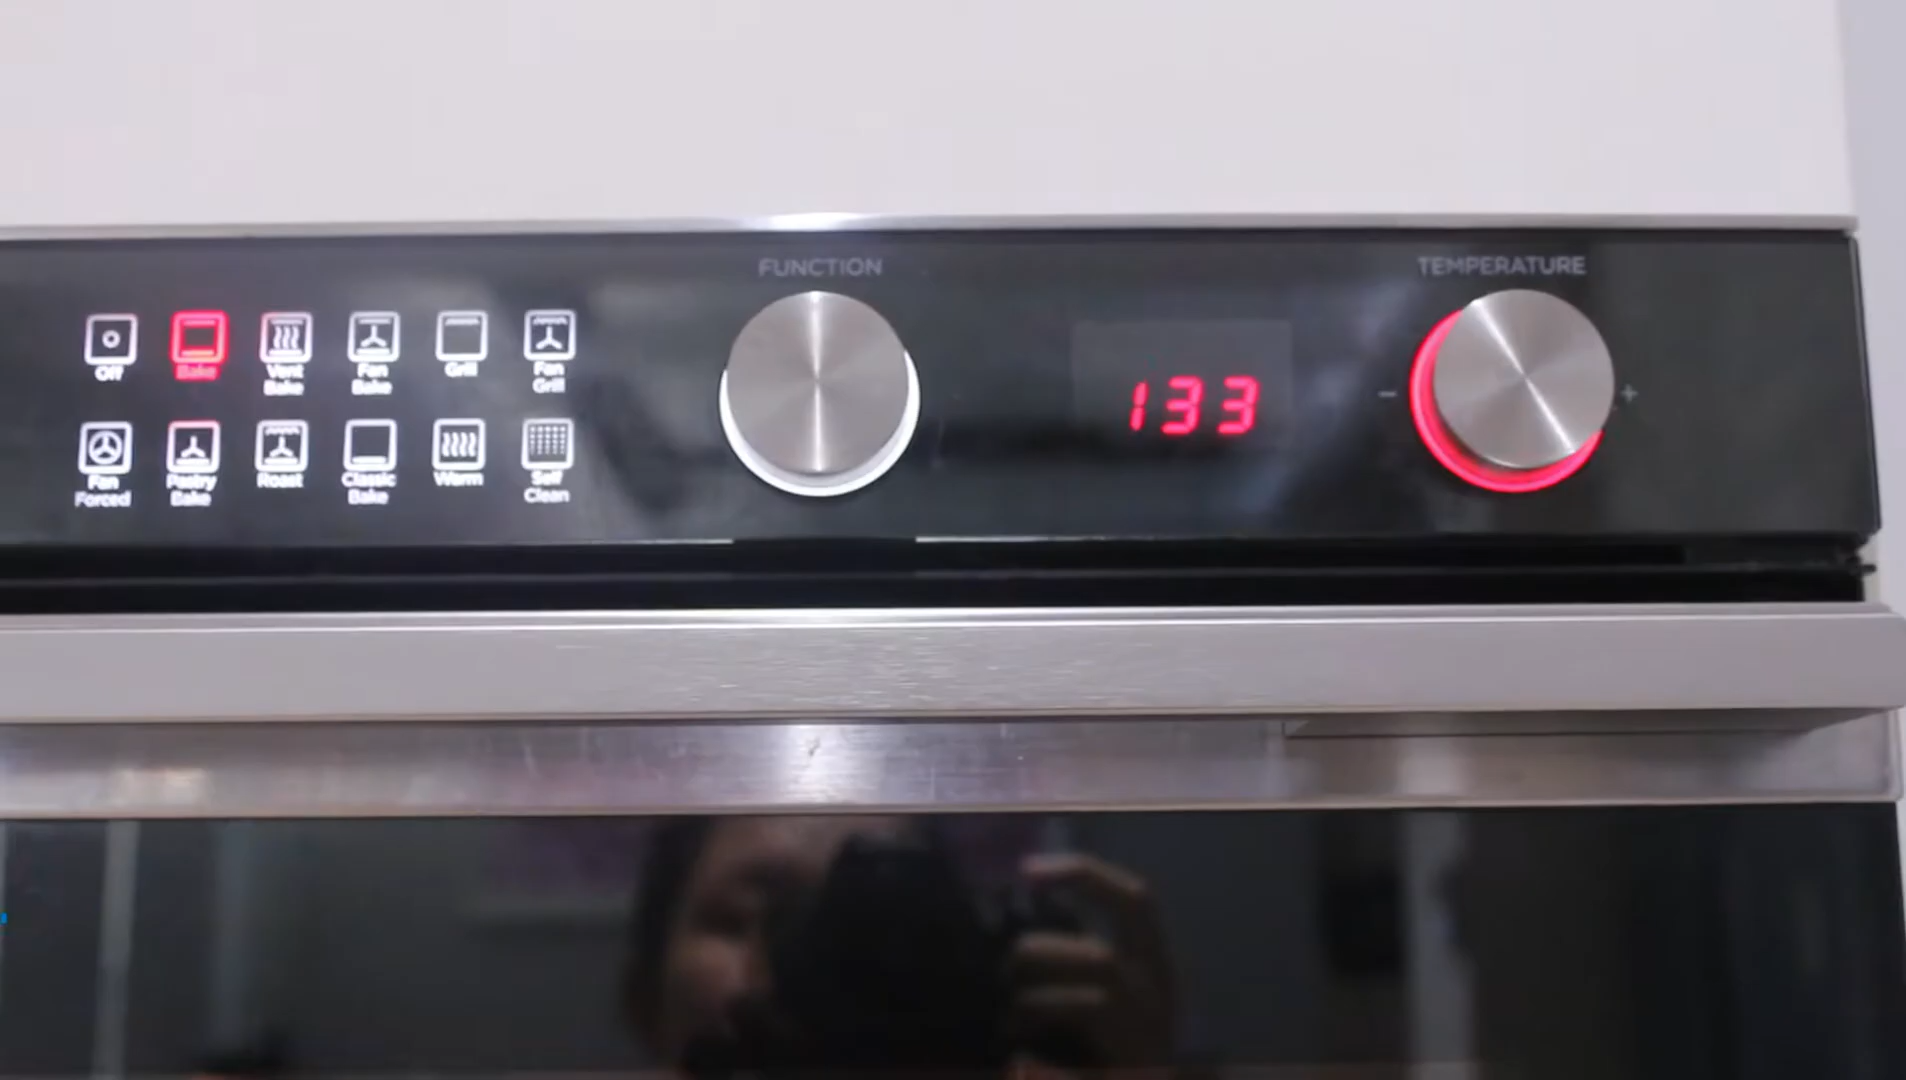 FUNCTION
TEMPERATURE
Off
Bake
Vent
Bake
Fan
Bake
Grill
Fan
Grill
133
- +
Fan
Forced
Pastry
Bake
Roast
Classic
Bake
Warm
Self
Clean